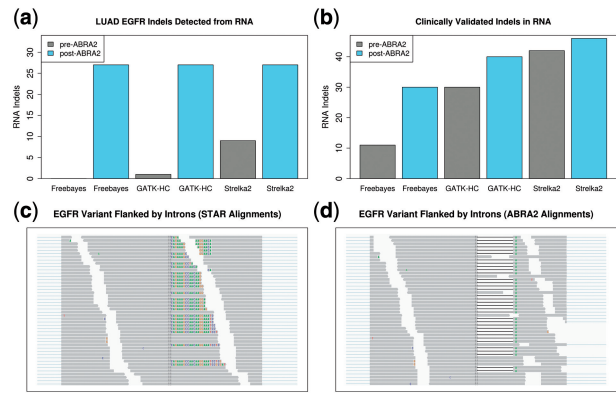 (a)
LUAD EGFR Indels Detected from RNA
pre-ABRA2
post-ABRA2
RNA Indels
0 5 10 15 20 25 30
Freebayes Freebayes GATK-HC GATK-HC Strelka2 Strelka2
(b)
Clinically Validated Indels in RNA
pre-ABRA2
post-ABRA2
RNA Indels
0 10 20 30 40
Freebayes Freebayes GATK-HC GATK-HC Strelka2 Strelka2
(c)
EGFR Variant Flanked by Introns (STAR Alignments)
(d)
EGFR Variant Flanked by Introns (ABRA2 Alignments)